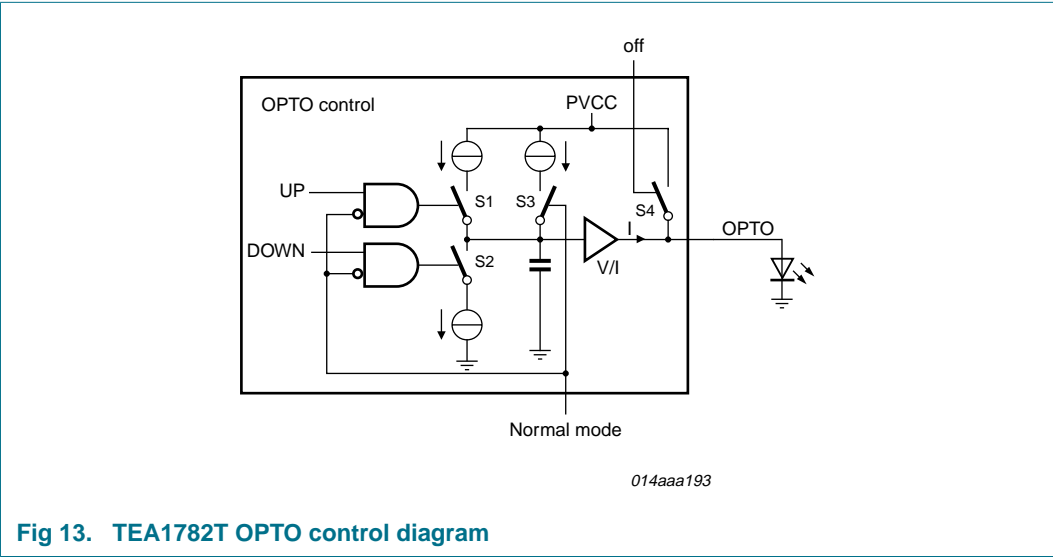 off
OPTO control
PVCC
UP
S1
S3
S4
I
OPTO
DOWN
S2
V/I
Normal mode
014aaa193
Fig 13. TEA1782T OPTO control diagram